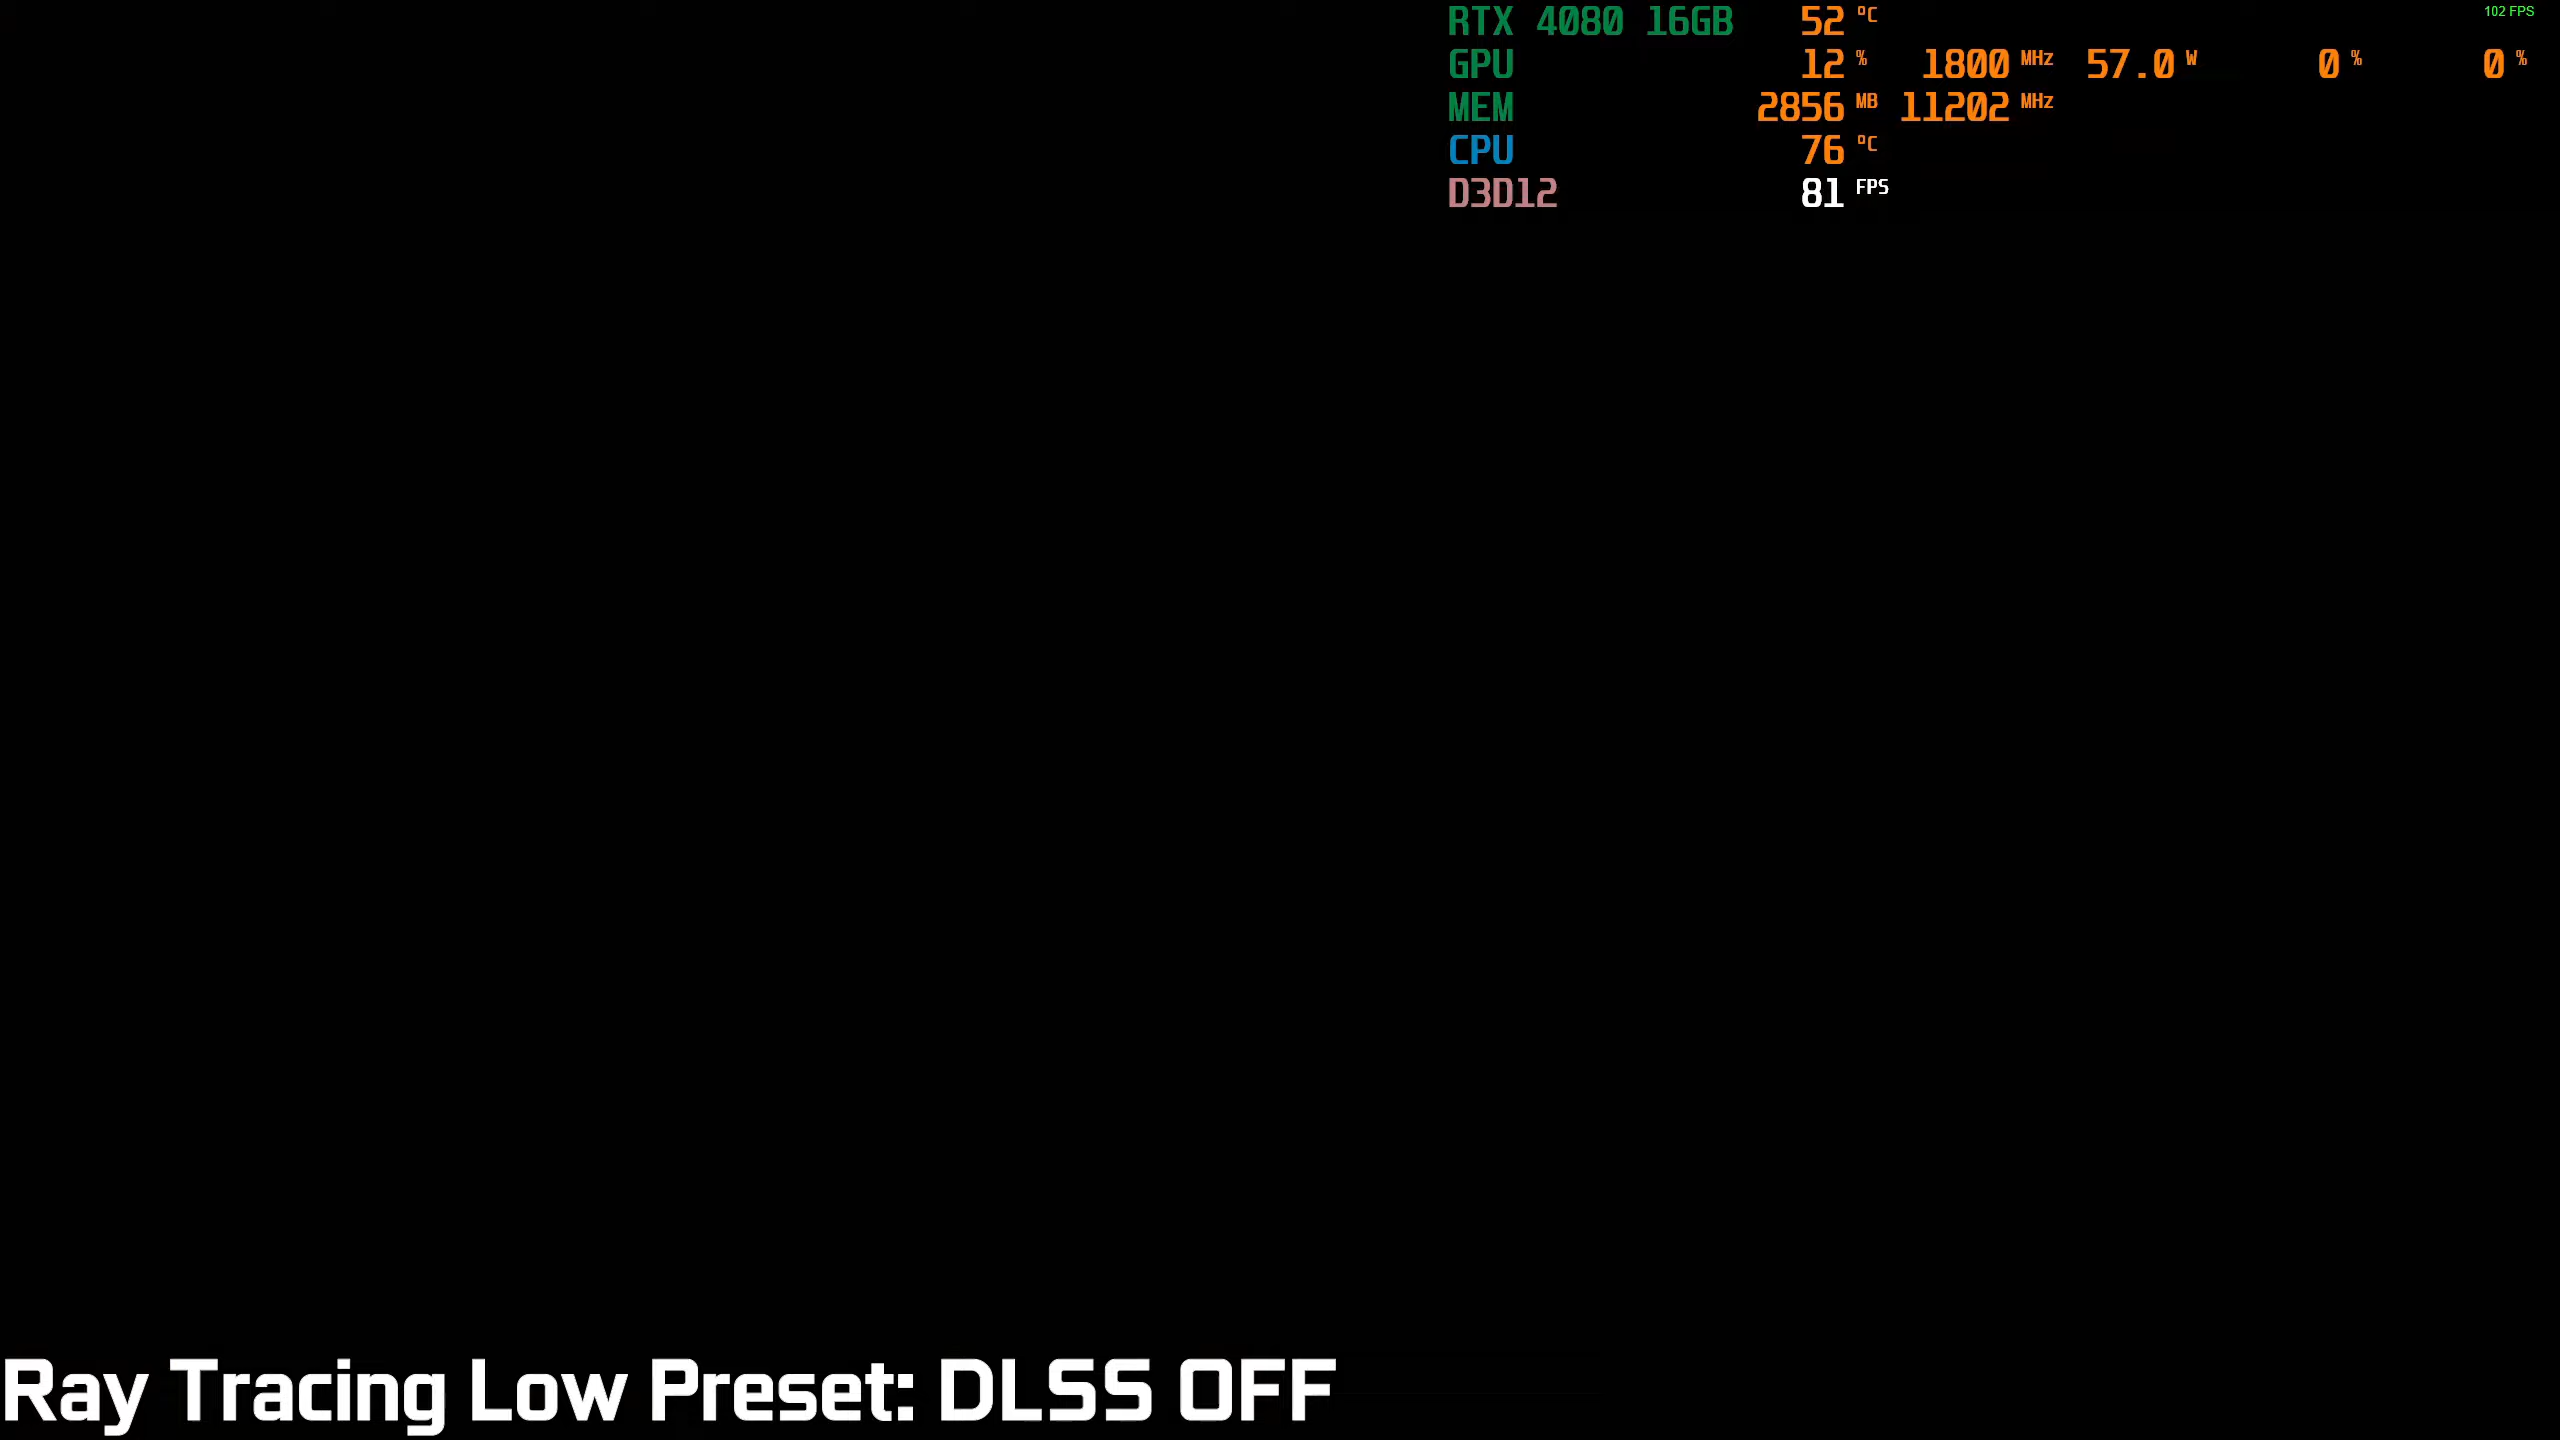 RTX 4080 16GB 52 °C
102 FPS
GPU 12 % 1800 MHz 57.0 W 0 % 0 %
MEM 2856 MB 11202 MHz
CPU 76 °C
D3D12 81 FPS
Ray Tracing Low Preset: DLSS OFF